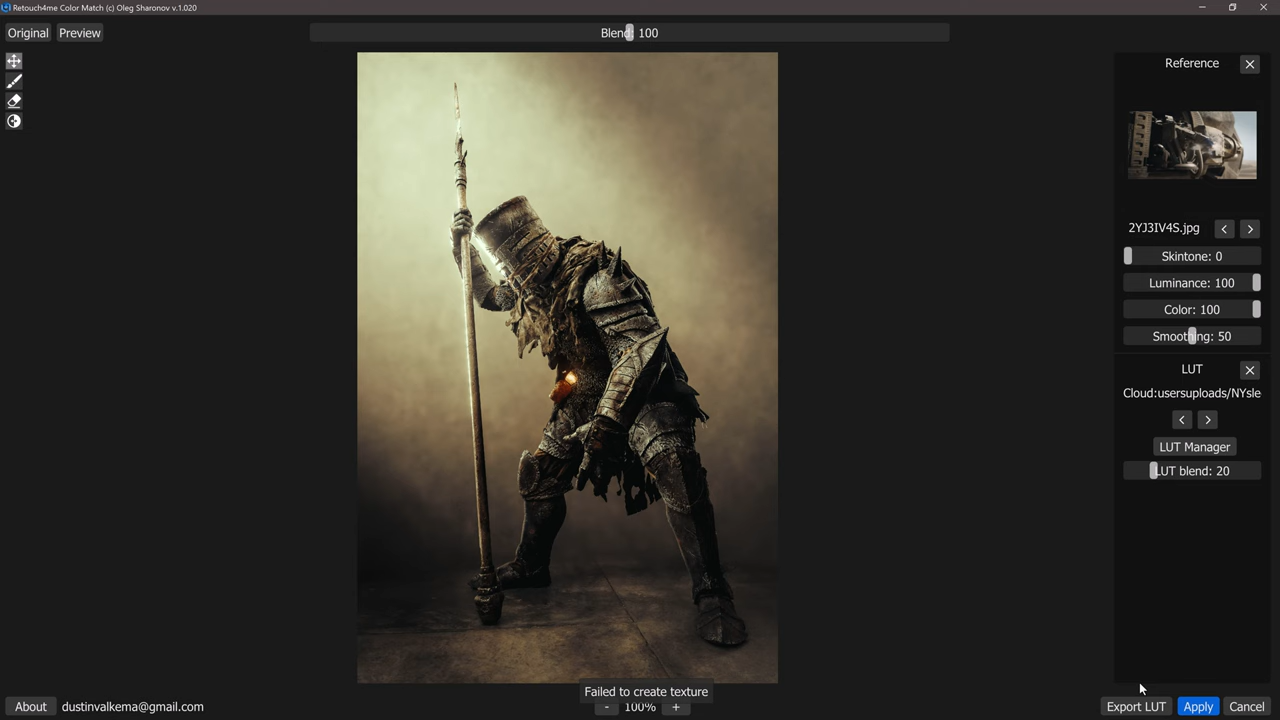 Retouch4me Color Match (c) Oleg Sharonov v.1.020
Original Preview
Blend: 100
Reference
2YJ3IV4S.jpg
Skintone: 0
Luminance: 100
Color: 100
Smoothing: 50
LUT
Cloud:usersuploads/NYsle
LUT Manager
LUT blend: 20
Failed to create texture
- 100% +
About dustinvalkema@gmail.com
Export LUT Apply Cancel